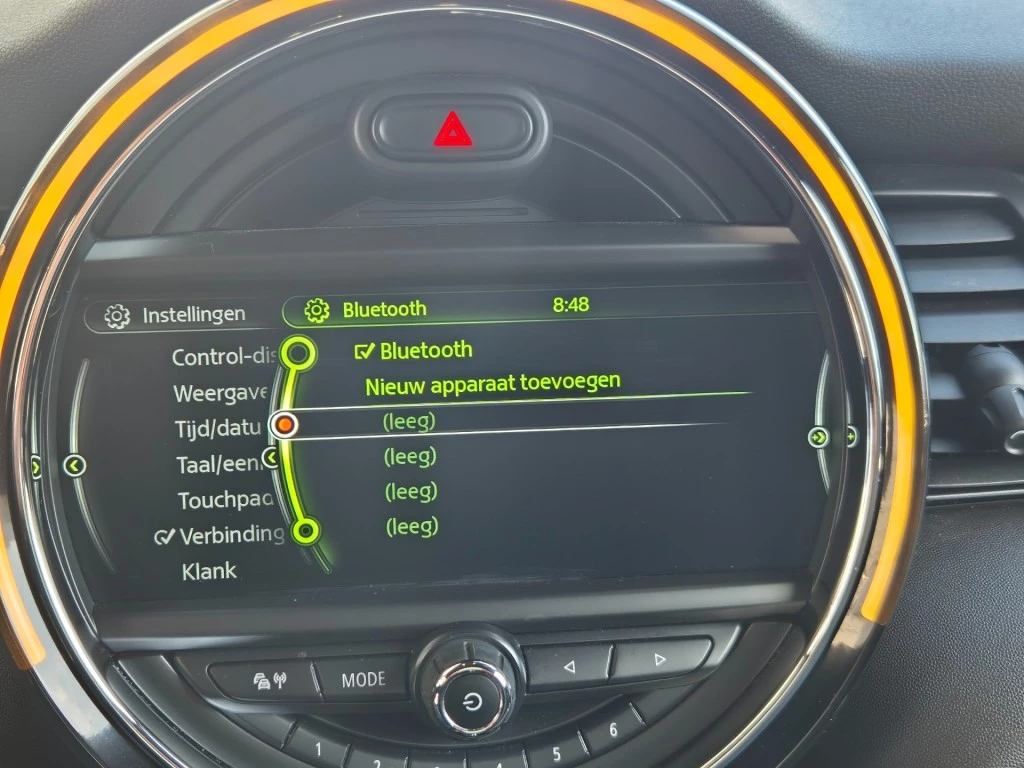 Instellingen
Bluetooth 8:48
Control-dis
Bluetooth
Weergave
Nieuw apparaat toevoegen
Tijd/datu
(leeg)
Taal/een
(leeg)
Touchpad
(leeg)
Verbinding
(leeg)
Klank
MODE
1
5
6